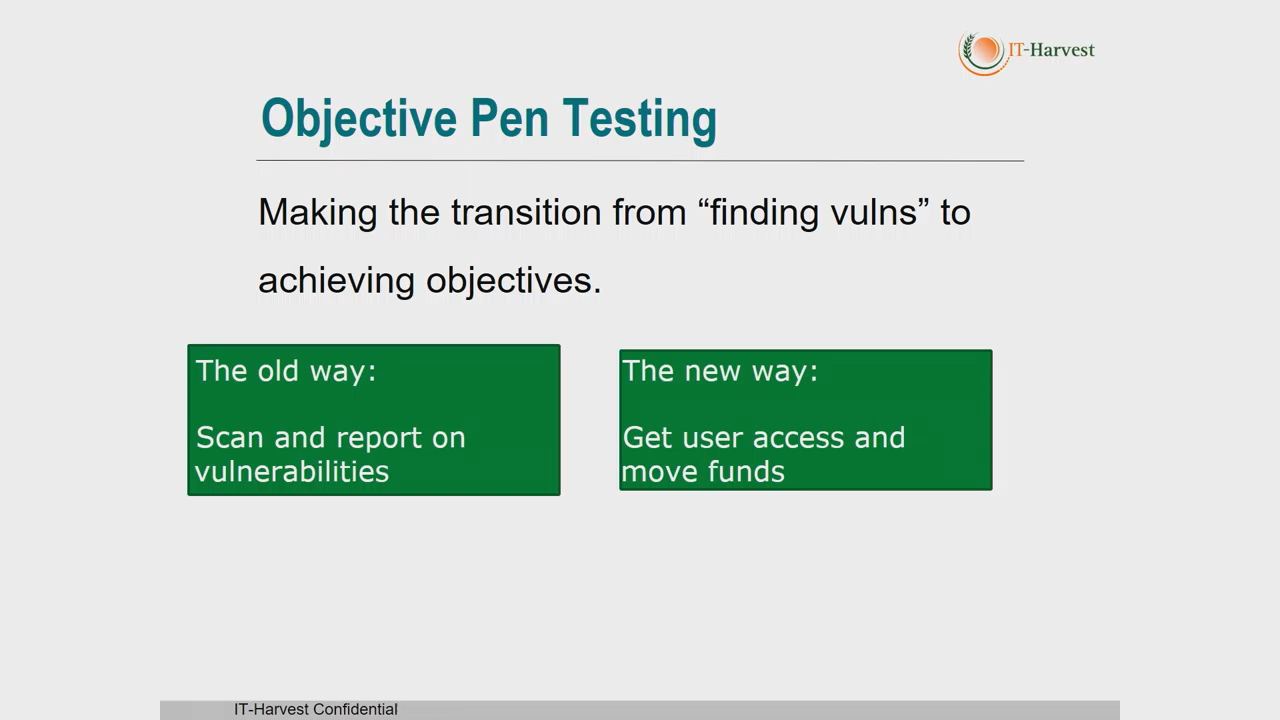 IT-Harvest
Objective Pen Testing
Making the transition from “finding vulns” to
achieving objectives.
The old way:
Scan and report on
vulnerabilities
The new way:
Get user access and
move funds
IT-Harvest Confidential